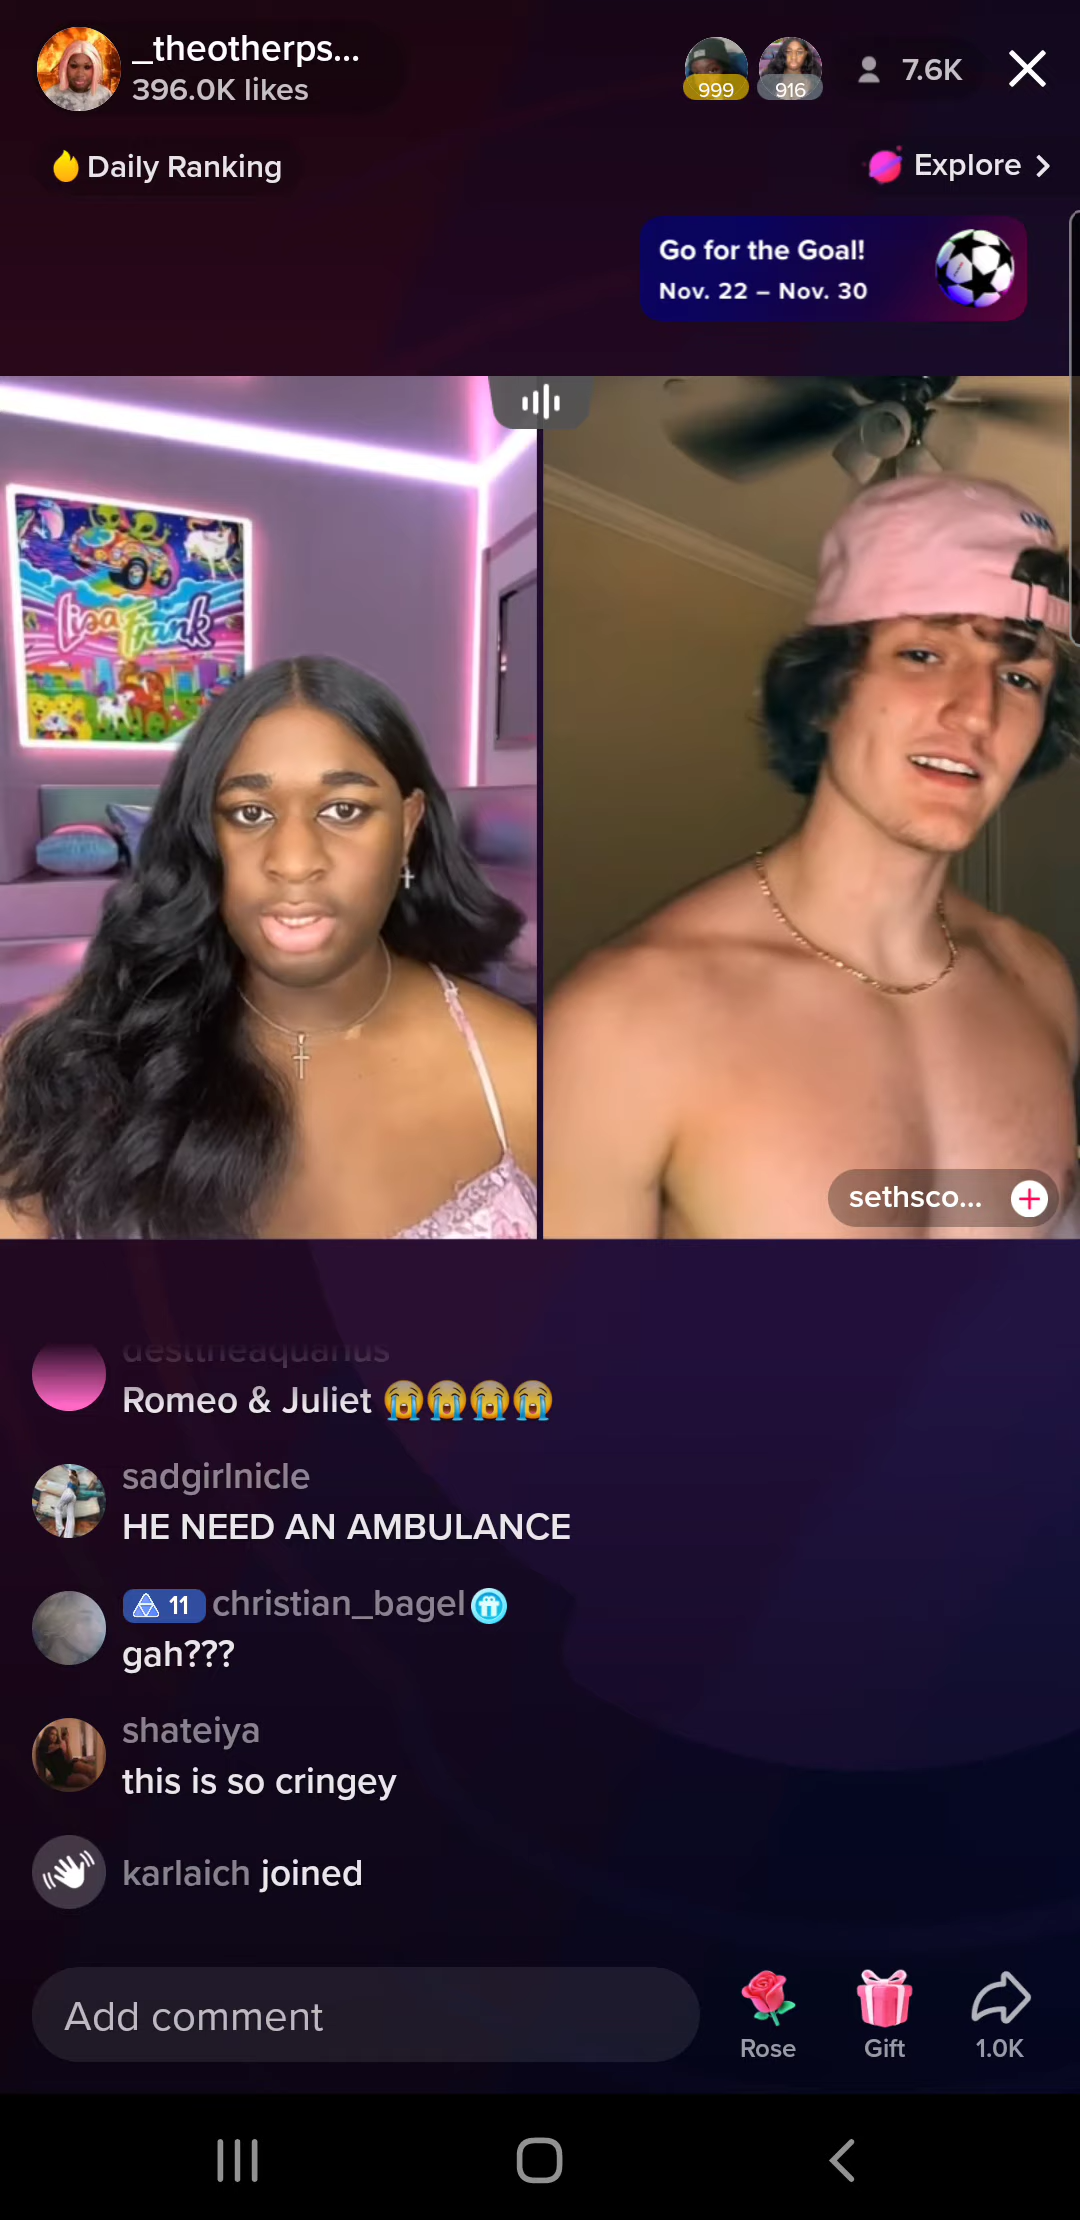 _theotherps...
396.0K likes
999
916
7.6K
Daily Ranking
Explore
Go for the Goal!
Nov. 22 – Nov. 30
Lisa Frank
sethsco...
desttheaquarius
Romeo & Juliet 😭😭😭😭
sadgirlnicle
HE NEED AN AMBULANCE
11 christian_bagel
gah???
shateiya
this is so cringey
karlaich joined
Add comment
Rose
Gift
1.0K